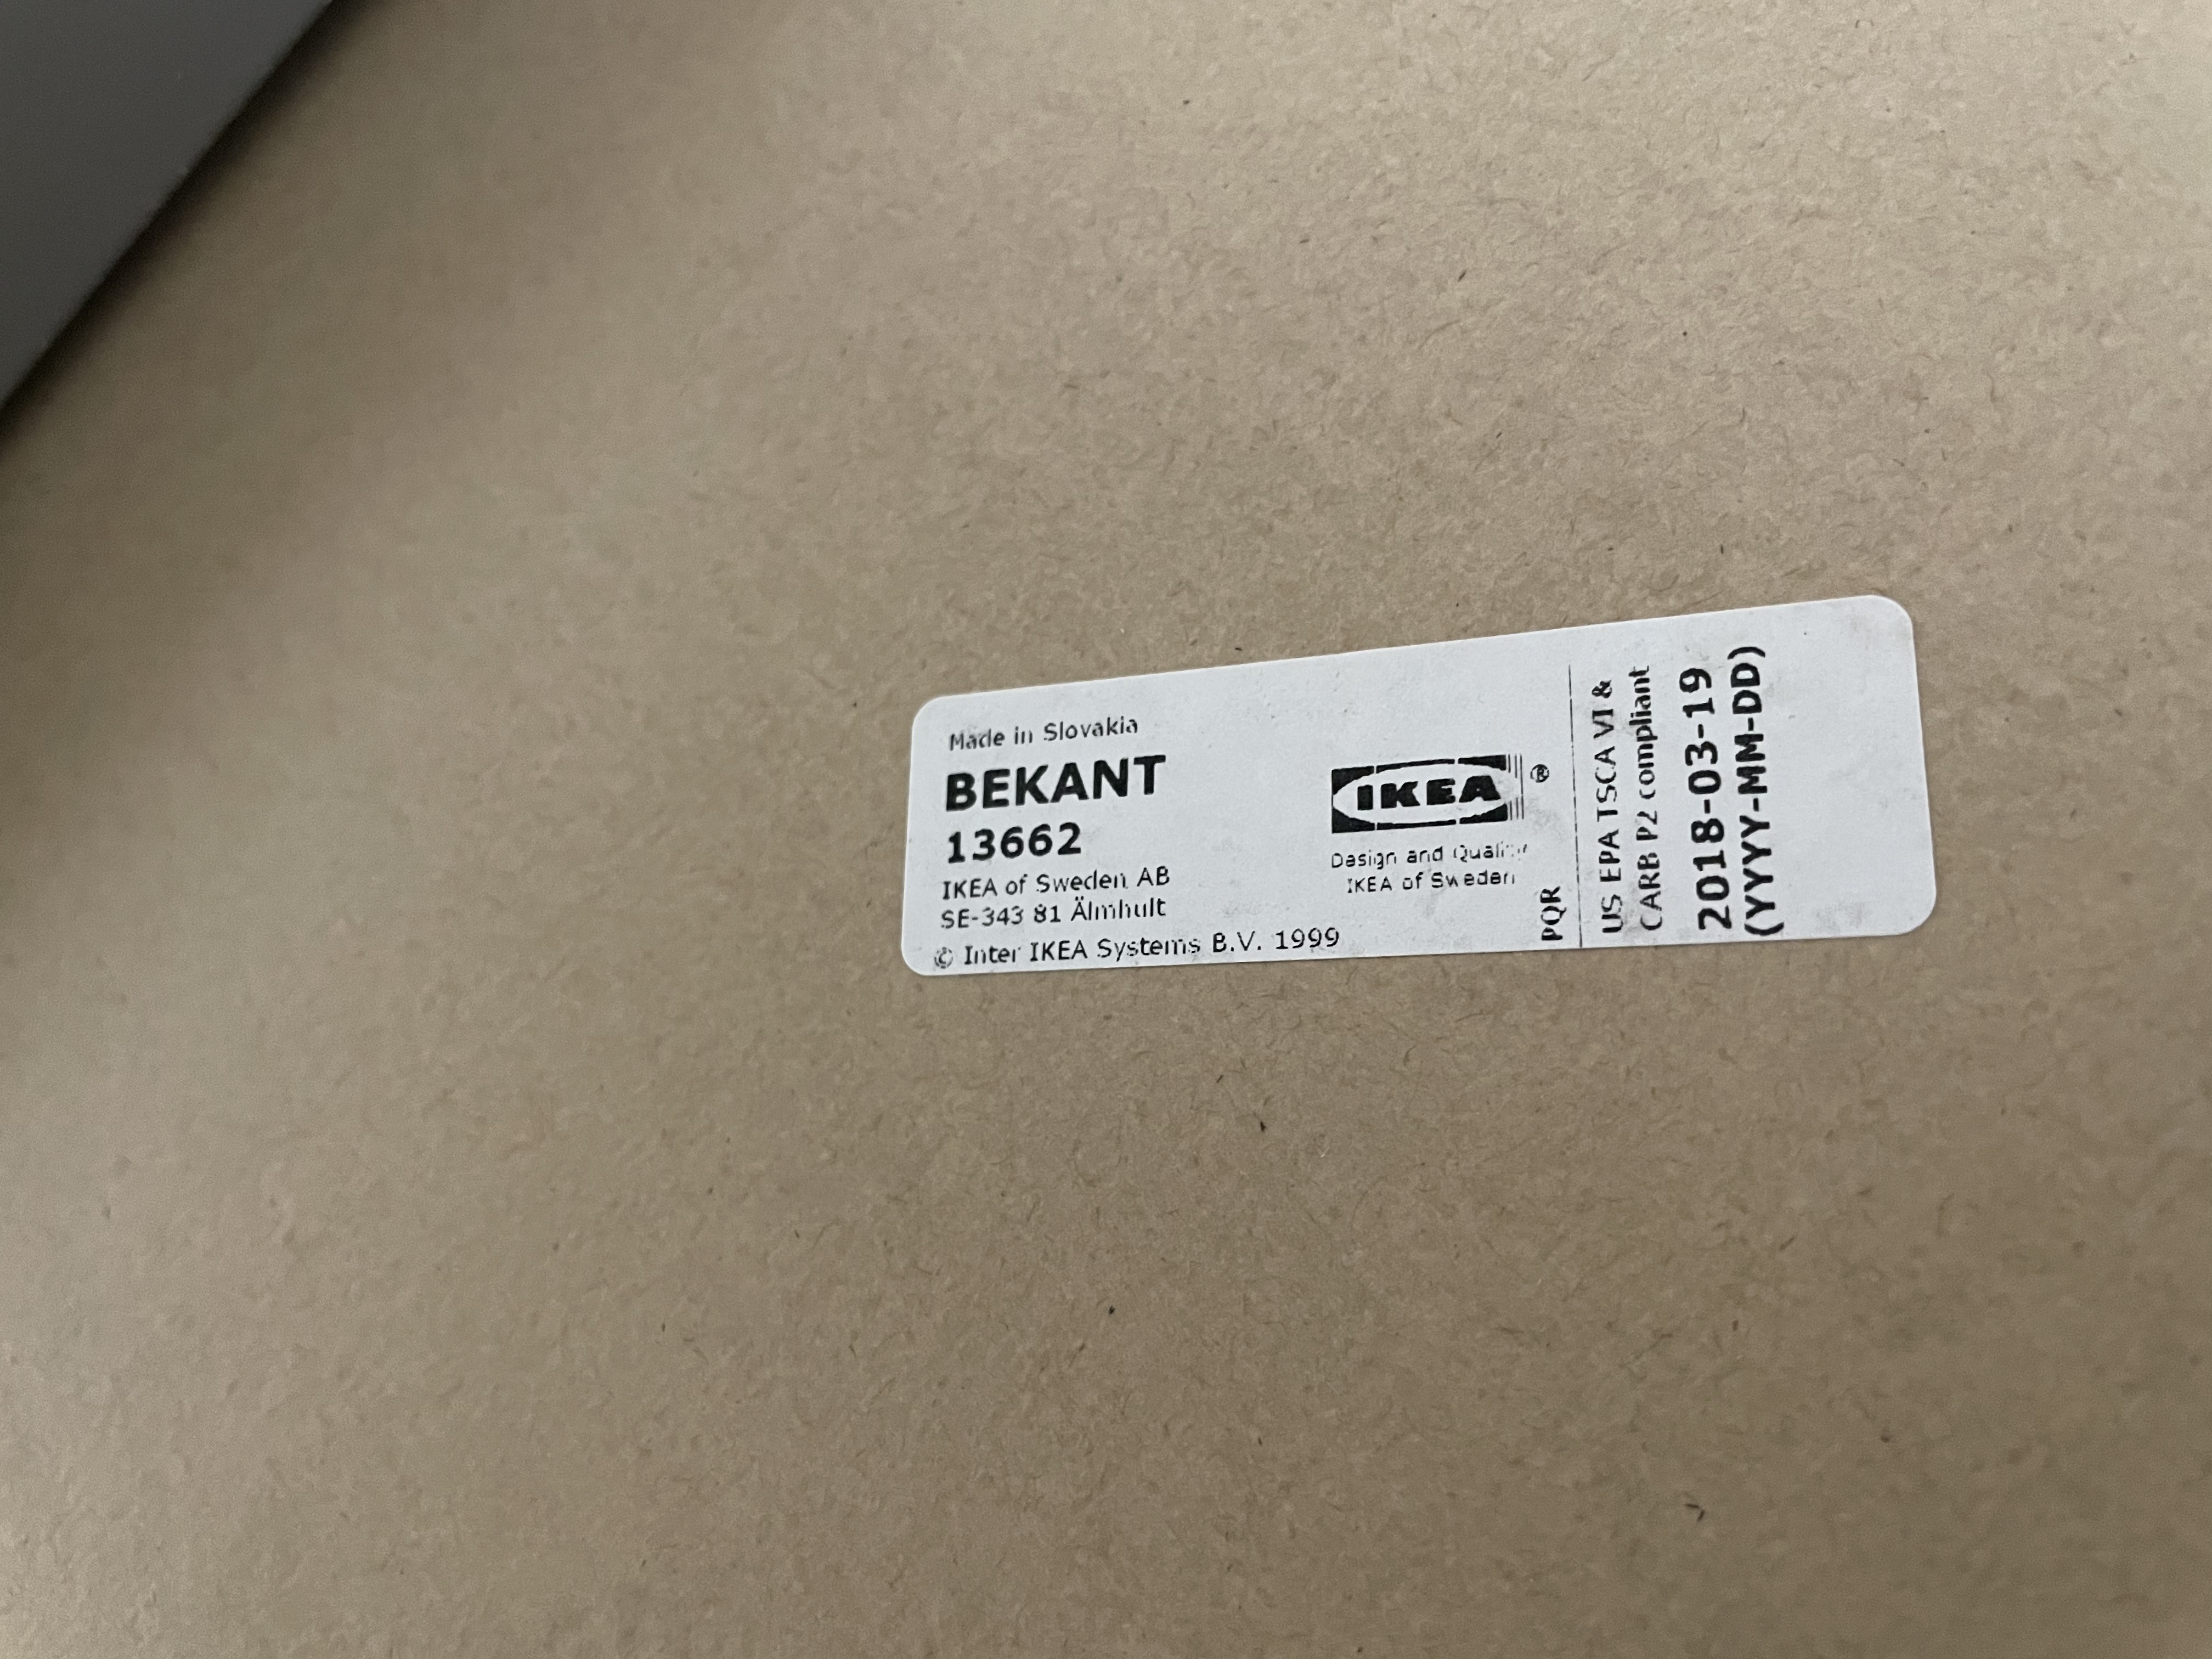 Made in Slovakia
BEKANT
13662
IKEA of Sweden AB
SE-343 81 Älmhult
© Inter IKEA Systems B.V. 1999
IKEA ®
Design and Quality
IKEA of Sweden
PQR
US EPA TSCA VI &
CARB P2 compliant
2018-03-19
(YYYY-MM-DD)